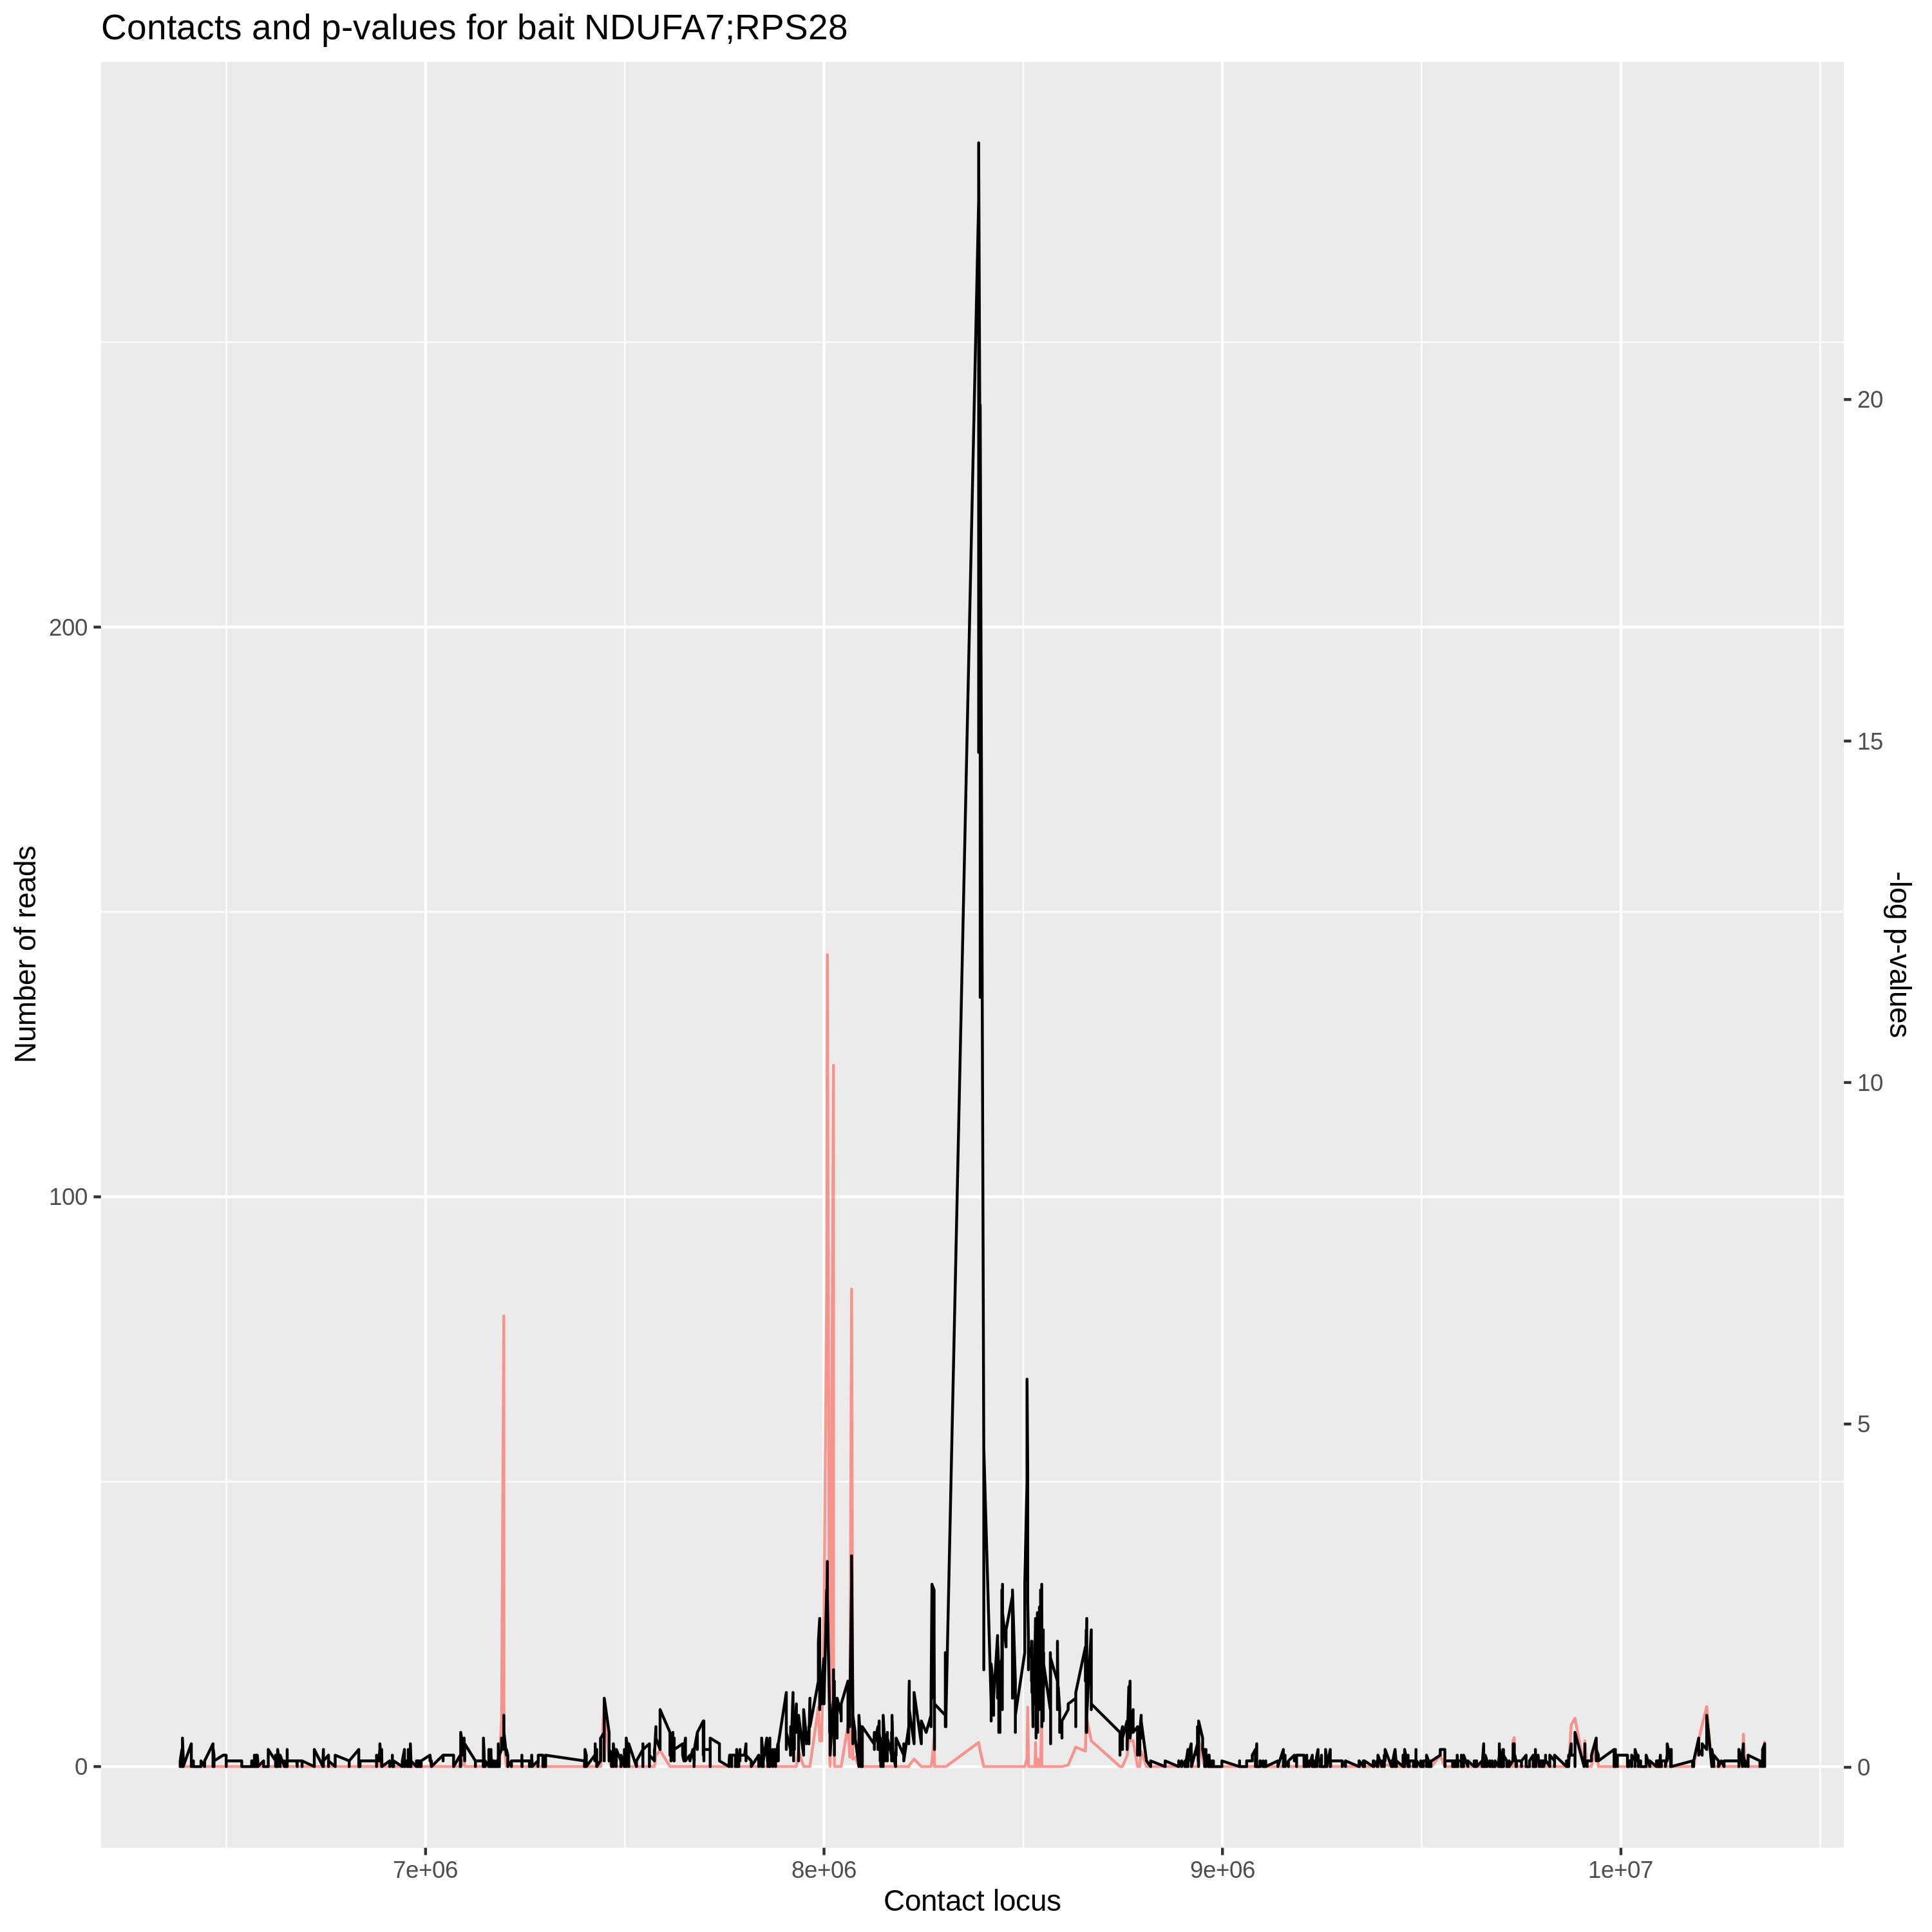 Contacts and p-values for bait NDUFA7;RPS28
Number of reads
200
100
0
20
15
10
5
0
-log p-values
7e+06
8e+06
9e+06
1e+07
Contact locus